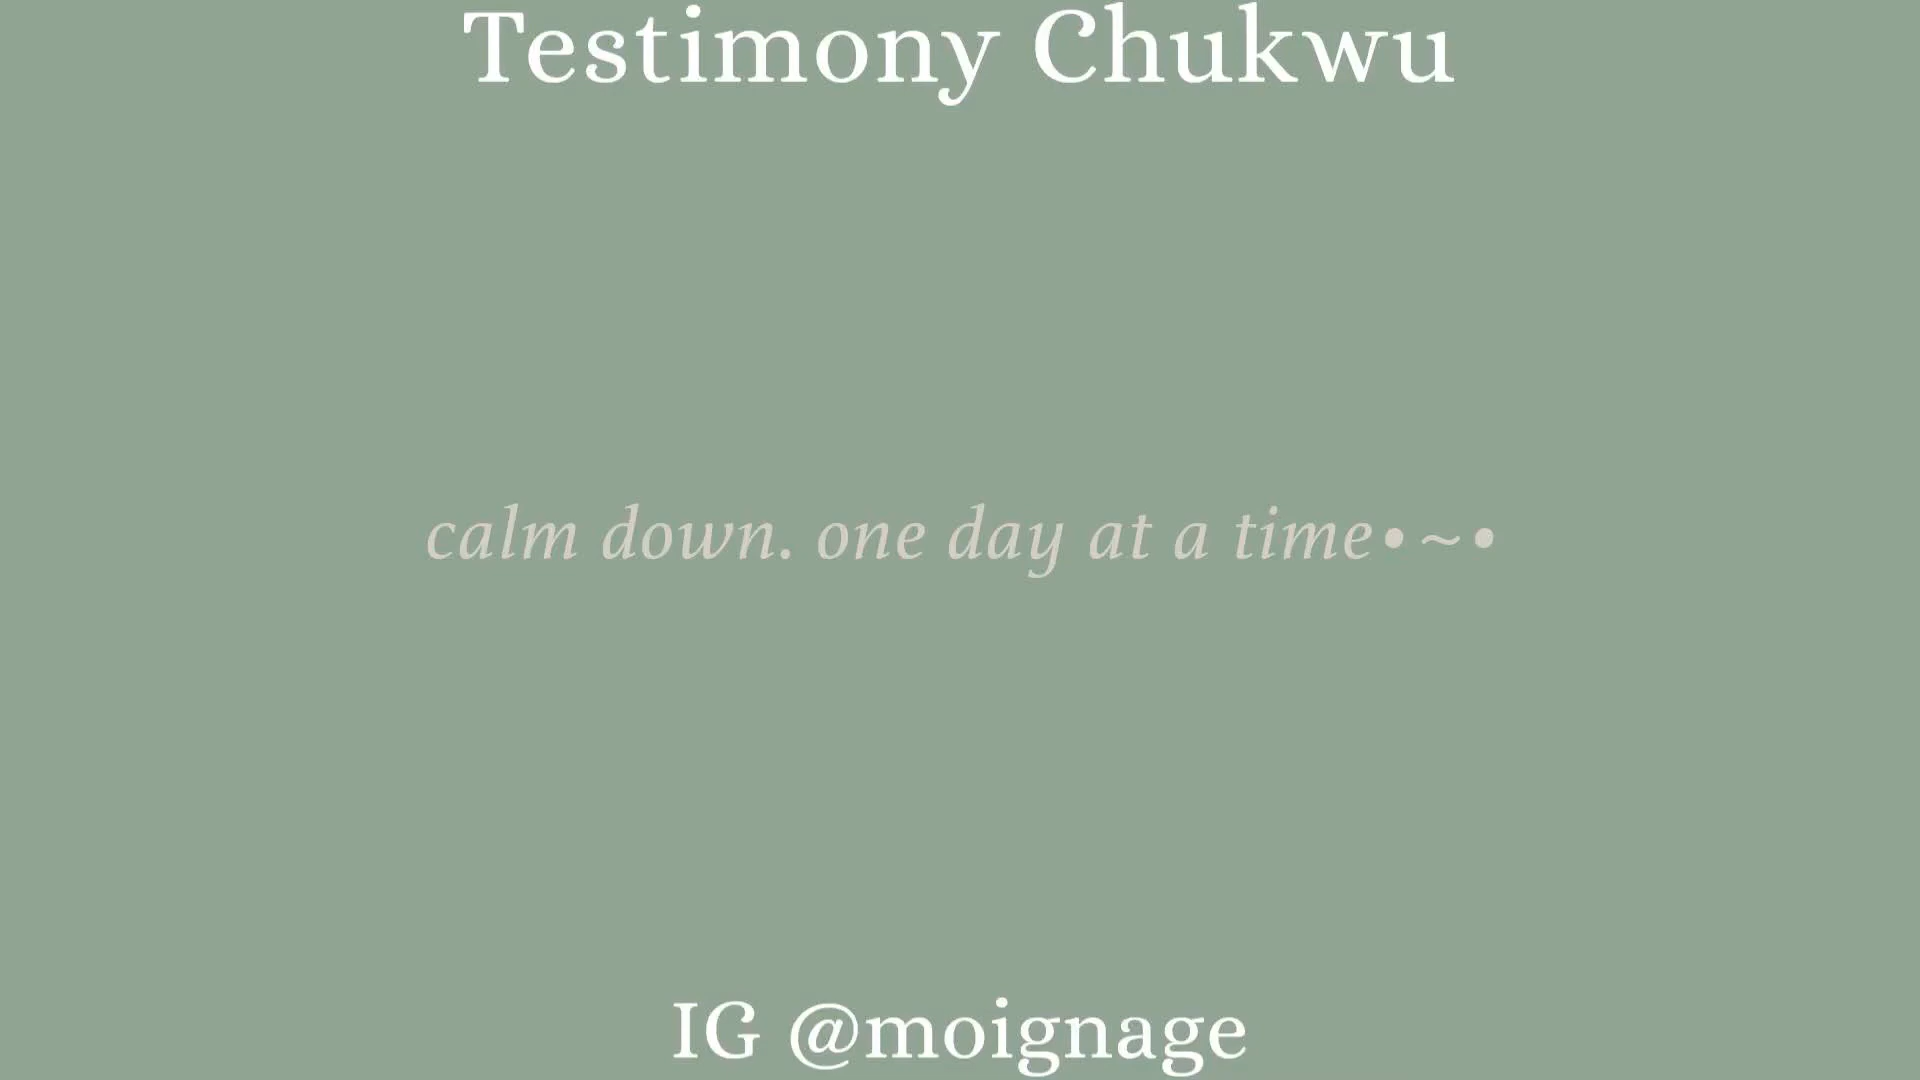 Testimony Chukwu
calm down. one day at a time•~•
IG @moignage